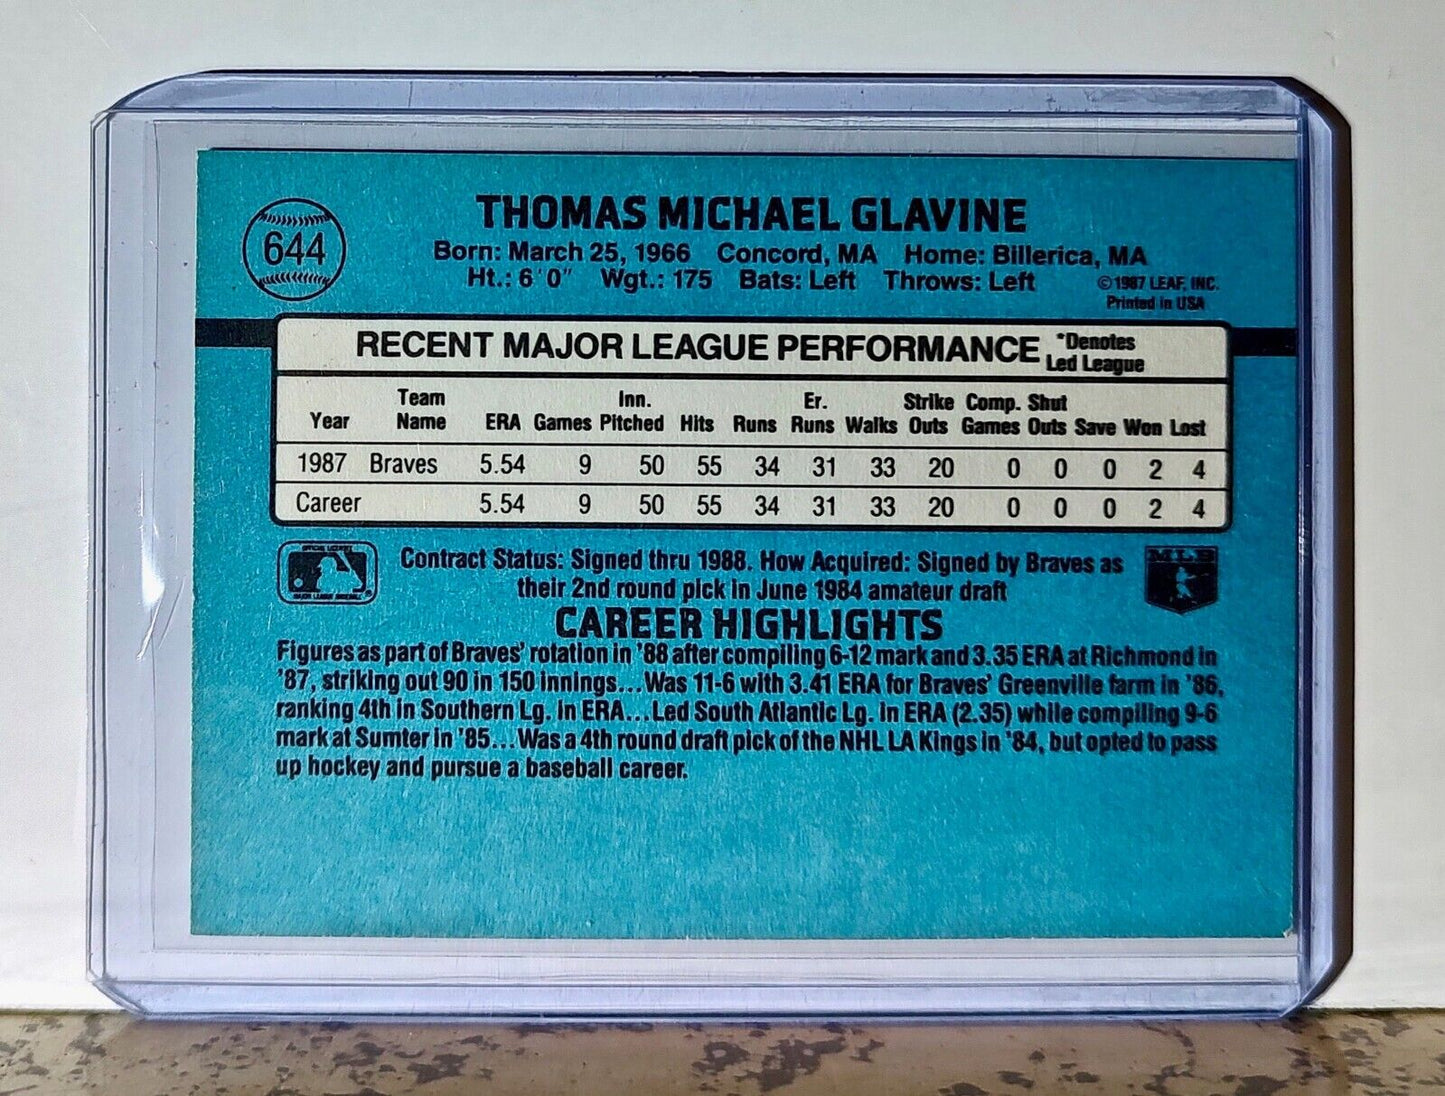 THOMAS MICHAEL GLAVINE
644
Born: March 25, 1966 Concord, MA Home: Billerica, MA
Ht.: 6'0" Wgt.: 175 Bats: Left Throws: Left
©1987 LEAF, INC.
Printed in USA
RECENT MAJOR LEAGUE PERFORMANCE
*Denotes
Led League
Team Inn. Er. Strike Comp. Shut
Year Name ERA Games Pitched Hits Runs Runs Walks Outs Games Outs Save Won Lost
1987 Braves 5.54 9 50 55 34 31 33 20 0 0 0 2 4
Career 5.54 9 50 55 34 31 33 20 0 0 0 2 4
MLB
Contract Status: Signed thru 1988. How Acquired: Signed by Braves as
their 2nd round pick in June 1984 amateur draft
CAREER HIGHLIGHTS
Figures as part of Braves' rotation in '88 after compiling 6-12 mark and 3.35 ERA at Richmond in
'87, striking out 90 in 150 innings...Was 11-6 with 3.41 ERA for Braves' Greenville farm in '86,
ranking 4th in Southern Lg. in ERA...Led South Atlantic Lg. in ERA (2.35) while compiling 9-6
mark at Sumter in '85...Was a 4th round draft pick of the NHL LA Kings in '84, but opted to pass
up hockey and pursue a baseball career.